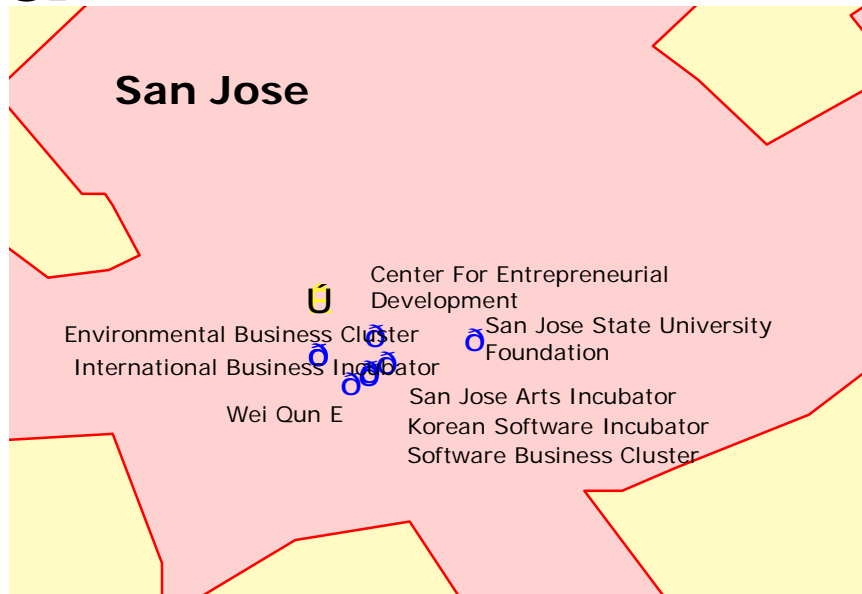 San Jose
Center For Entrepreneurial
Development
Ú
Environmental Business Cluster
ð
San Jose State University
ð
Foundation
ð
International Business Incubator
ð
ð
ð
San Jose Arts Incubator
Wei Qun E
Korean Software Incubator
Software Business Cluster